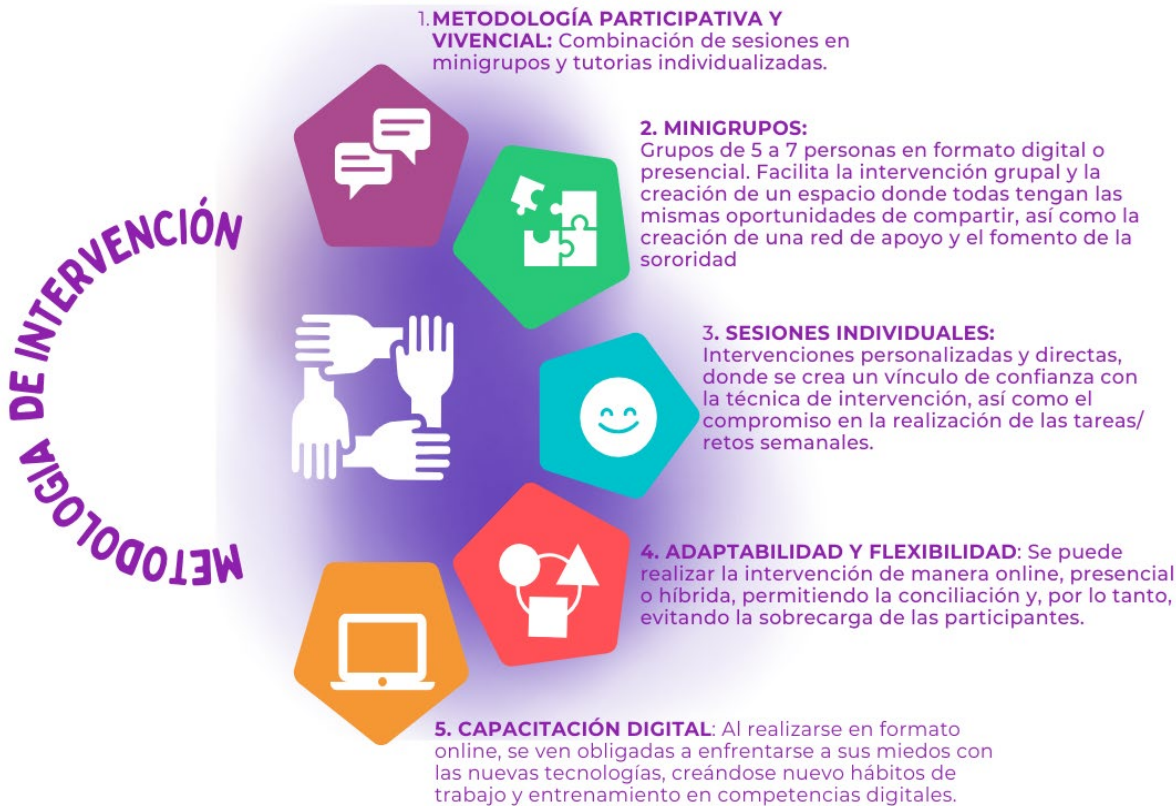 METODOLOGIA DE INTERVENCIÓN
1. METODOLOGÍA PARTICIPATIVA Y
VIVENCIAL: Combinación de sesiones en
minigrupos y tutorias individualizadas.
2. MINIGRUPOS:
Grupos de 5 a 7 personas en formato digital o
presencial. Facilita la intervención grupal y la
creación de un espacio donde todas tengan las
mismas oportunidades de compartir, así como la
creación de una red de apoyo y el fomento de la
sororidad
3. SESIONES INDIVIDUALES:
Intervenciones personalizadas y directas,
donde se crea un vínculo de confianza con
la técnica de intervención, así como el
compromiso en la realización de las tareas/
retos semanales.
4. ADAPTABILIDAD Y FLEXIBILIDAD: Se puede
realizar la intervención de manera online, presencial
o híbrida, permitiendo la conciliación y, por lo tanto,
evitando la sobrecarga de las participantes.
5. CAPACITACIÓN DIGITAL: Al realizarse en formato
online, se ven obligadas a enfrentarse a sus miedos con
las nuevas tecnologías, creándose nuevo hábitos de
trabajo y entrenamiento en competencias digitales.